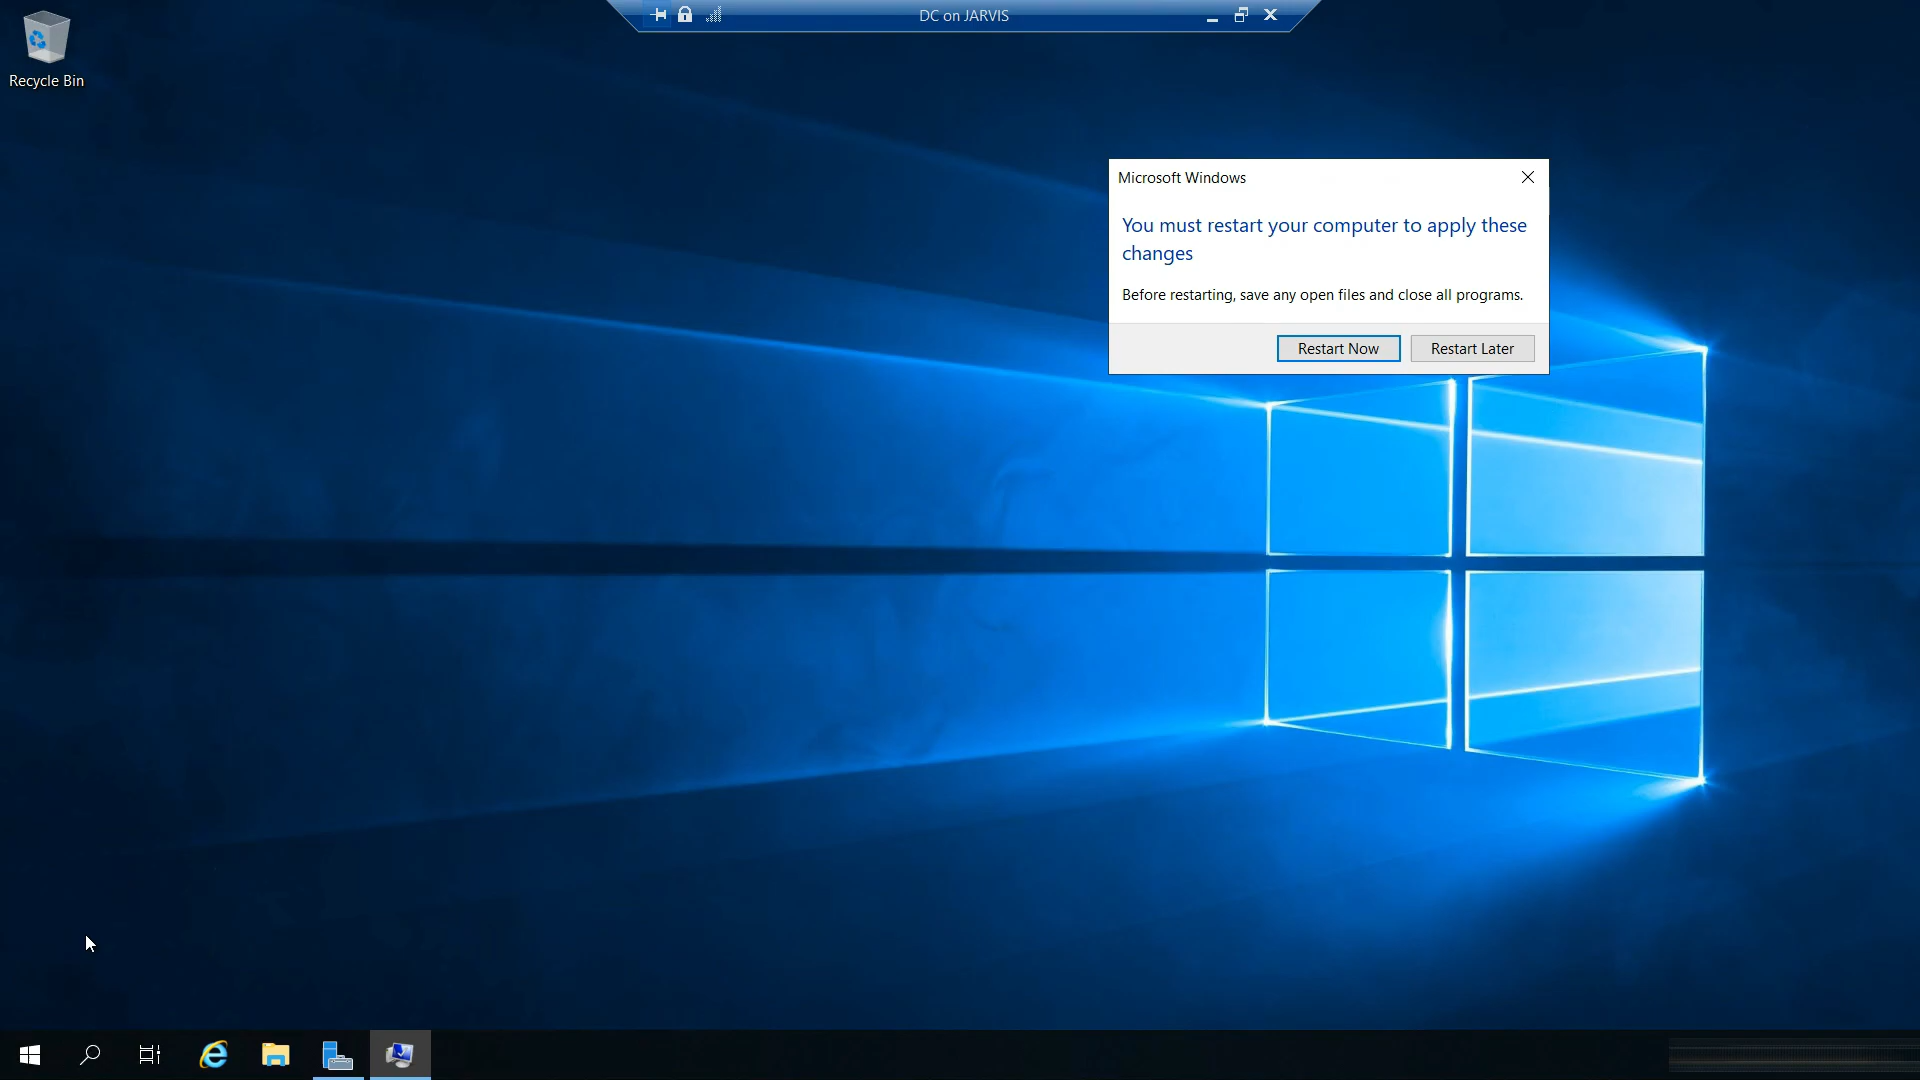 DC on JARVIS
Recycle Bin
Microsoft Windows
You must restart your computer to apply these
changes
Before restarting, save any open files and close all programs.
Restart Now
Restart Later